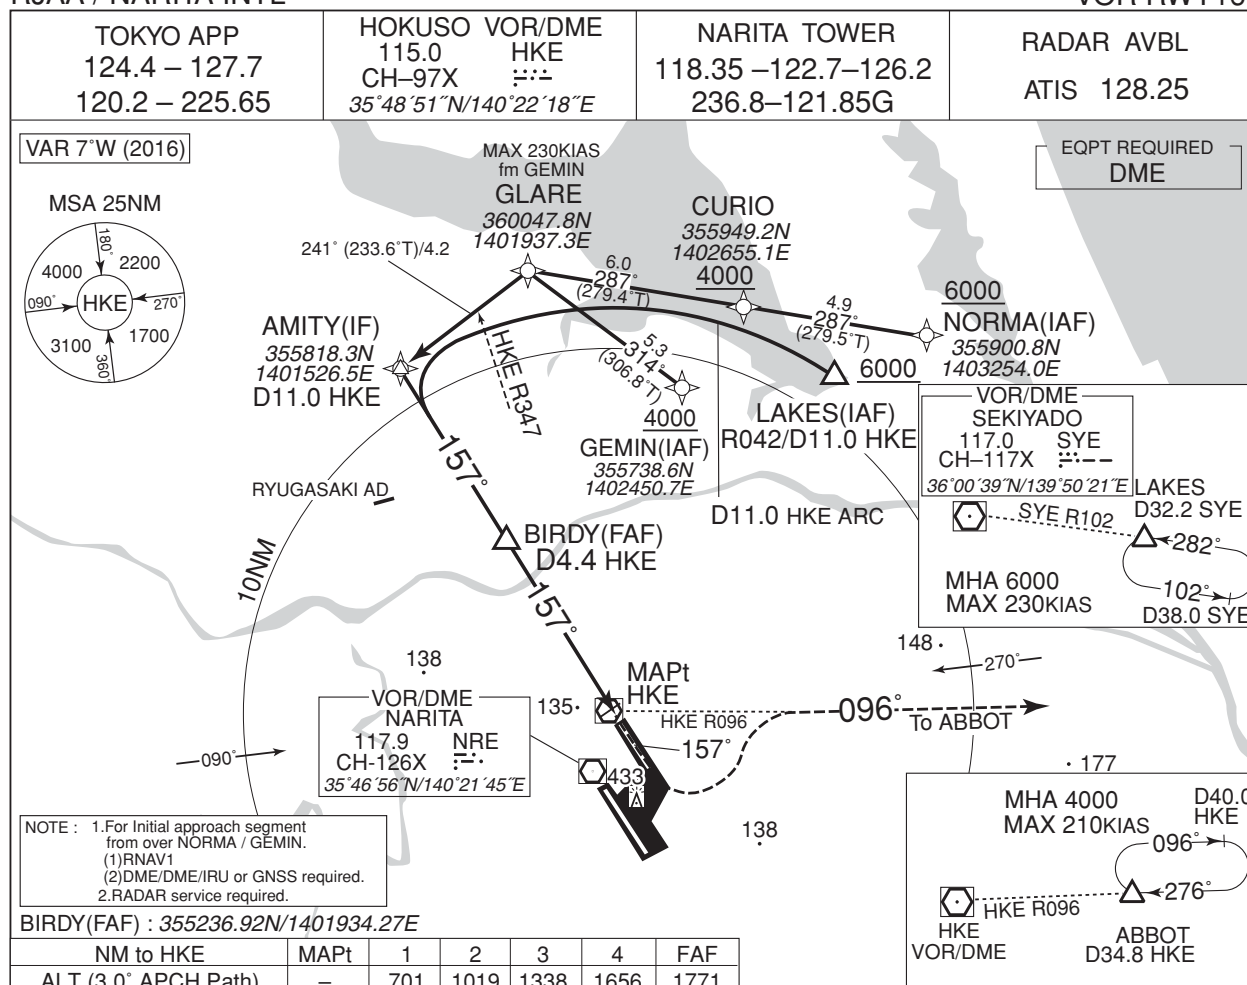 TOKYO APP
124.4 – 127.7
120.2 – 225.65
HOKUSO VOR/DME
115.0 HKE
CH–97X
35°48´51˝N/140°22´18˝E
NARITA TOWER
118.35 –122.7–126.2
236.8–121.85G
RADAR AVBL
ATIS 128.25
VAR 7°W (2016)
EQPT REQUIRED
DME
MSA 25NM
180°
4000
2200
090°
HKE
270°
3100
1700
360°
MAX 230KIAS
fm GEMIN
GLARE
360047.8N
1401937.3E
CURIO
355949.2N
1402655.1E
4000
241° (233.6°T)/4.2
6.0
287°
(279.4°T)
4.9
287°
(279.5°T)
6000
NORMA(IAF)
355900.8N
1403254.0E
AMITY(IF)
355818.3N
1401526.5E
D11.0 HKE
HKE R347
5.3
314°
(306.8°T)
4000
GEMIN(IAF)
355738.6N
1402450.7E
6000
LAKES(IAF)
R042/D11.0 HKE
D11.0 HKE ARC
VOR/DME
SEKIYADO
117.0 SYE
CH–117X
36°00´39˝N/139°50´21˝E
LAKES
D32.2 SYE
SYE R102
282°
102°
MHA 6000
MAX 230KIAS
D38.0 SYE
157°
RYUGASAKI AD
BIRDY(FAF)
D4.4 HKE
10NM
157°
148
270°
138
MAPt
HKE
135
HKE R096
096°
To ABBOT
157°
VOR/DME
NARITA
117.9 NRE
CH-126X
35°46´56˝N/140°21´45˝E
090°
433
177
138
MHA 4000
MAX 210KIAS
D40.0
HKE
096°
276°
HKE R096
HKE
VOR/DME
ABBOT
D34.8 HKE
NOTE : 1.For Initial approach segment
from over NORMA / GEMIN.
(1)RNAV1
(2)DME/DME/IRU or GNSS required.
2.RADAR service required.
BIRDY(FAF) : 355236.92N/1401934.27E
NM to HKE MAPt 1 2 3 4 FAF
ALT (3.0° APCH Path) – 701 1019 1338 1656 1771